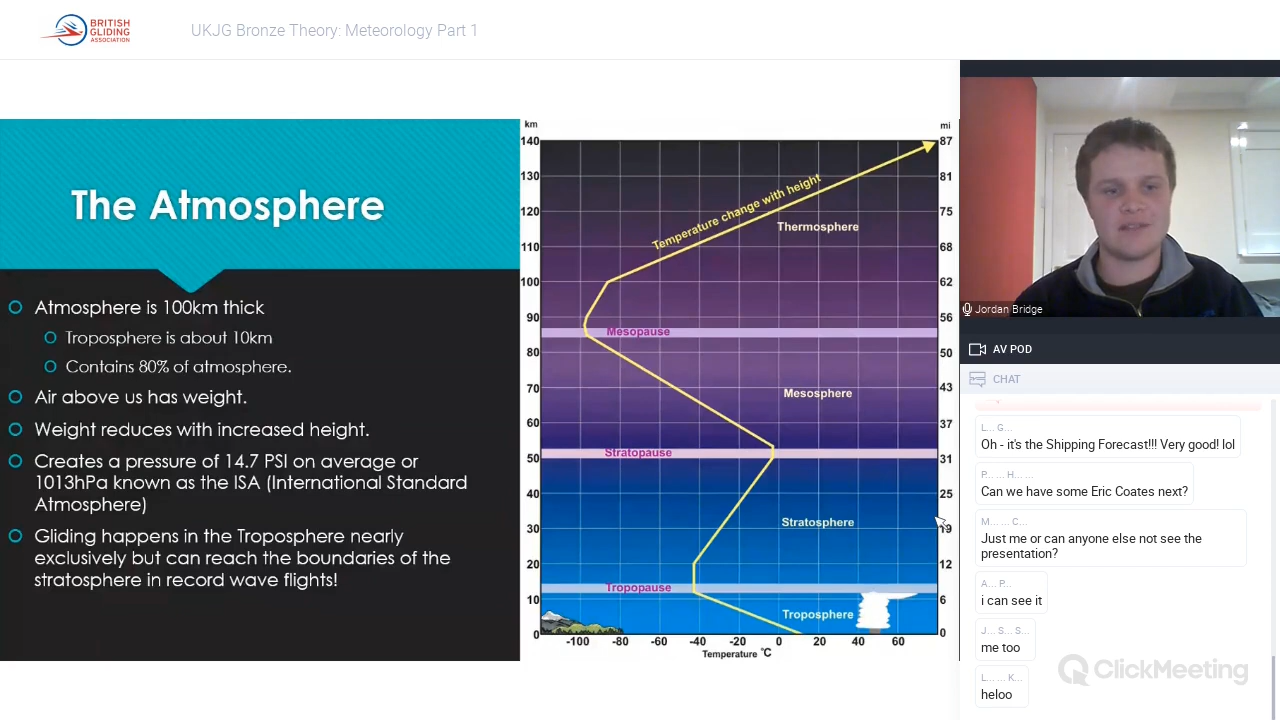 BRITISH
GLIDING
ASSOCIATION
UKJG Bronze Theory: Meteorology Part 1
The Atmosphere
Atmosphere is 100km thick
Troposphere is about 10km
Contains 80% of atmosphere.
Air above us has weight.
Weight reduces with increased height.
Creates a pressure of 14.7 PSI on average or
1013hPa known as the ISA (International Standard
Atmosphere)
Gliding happens in the Troposphere nearly
exclusively but can reach the boundaries of the
stratosphere in record wave flights!
km
mi
140
87
130
81
120
75
Temperature change with height
Thermosphere
110
68
100
62
90
56
Mesopause
80
50
70
43
Mesosphere
60
37
Stratopause
50
31
40
25
Stratosphere
30
19
20
12
Tropopause
10
6
Troposphere
0
0
-100 -80 -60 -40 -20 0 20 40 60
Temperature °C
Jordan Bridge
AV POD
CHAT
L... G...
Oh - it's the Shipping Forecast!!! Very good! lol
P... ... H... ...
Can we have some Eric Coates next?
M... ... C...
Just me or can anyone else not see the
presentation?
A... P...
i can see it
J... S... S...
me too
L... ... K...
heloo
ClickMeeting